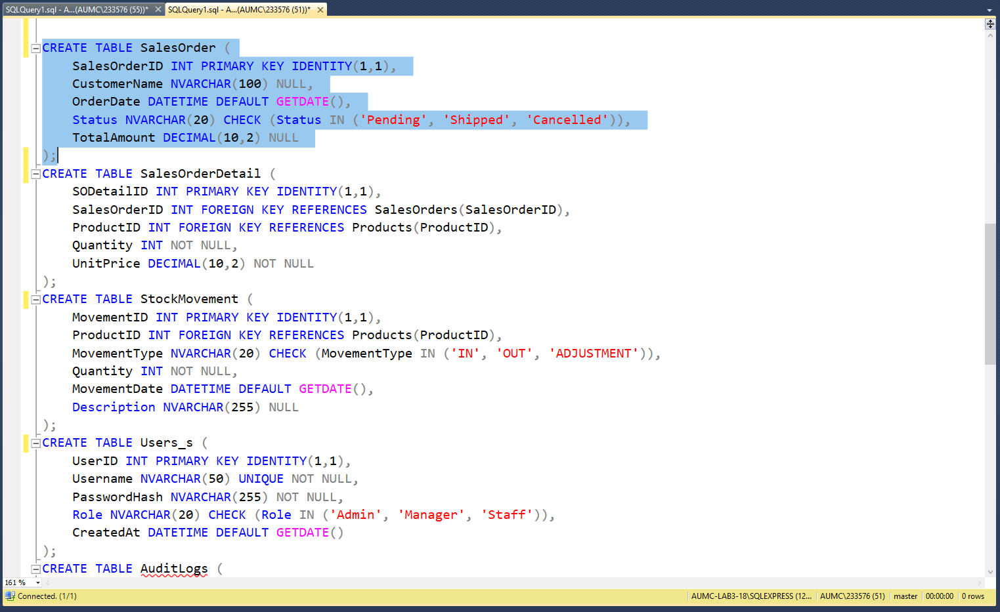 SQLQuery1.sql - A...(AUMC\233576 (55))* SQLQuery1.sql - A...(AUMC\233576 (51))*
CREATE TABLE SalesOrder (
    SalesOrderID INT PRIMARY KEY IDENTITY(1,1),
    CustomerName NVARCHAR(100) NULL,
    OrderDate DATETIME DEFAULT GETDATE(),
    Status NVARCHAR(20) CHECK (Status IN ('Pending', 'Shipped', 'Cancelled')),
    TotalAmount DECIMAL(10,2) NULL
);
CREATE TABLE SalesOrderDetail (
    SODetailID INT PRIMARY KEY IDENTITY(1,1),
    SalesOrderID INT FOREIGN KEY REFERENCES SalesOrders(SalesOrderID),
    ProductID INT FOREIGN KEY REFERENCES Products(ProductID),
    Quantity INT NOT NULL,
    UnitPrice DECIMAL(10,2) NOT NULL
);
CREATE TABLE StockMovement (
    MovementID INT PRIMARY KEY IDENTITY(1,1),
    ProductID INT FOREIGN KEY REFERENCES Products(ProductID),
    MovementType NVARCHAR(20) CHECK (MovementType IN ('IN', 'OUT', 'ADJUSTMENT')),
    Quantity INT NOT NULL,
    MovementDate DATETIME DEFAULT GETDATE(),
    Description NVARCHAR(255) NULL
);
CREATE TABLE Users_s (
    UserID INT PRIMARY KEY IDENTITY(1,1),
    Username NVARCHAR(50) UNIQUE NOT NULL,
    PasswordHash NVARCHAR(255) NOT NULL,
    Role NVARCHAR(20) CHECK (Role IN ('Admin', 'Manager', 'Staff')),
    CreatedAt DATETIME DEFAULT GETDATE()
);
CREATE TABLE AuditLogs (
161 %
Connected. (1/1) AUMC-LAB3-18\SQLEXPRESS (12... AUMC\233576 (51) master 00:00:00 0 rows